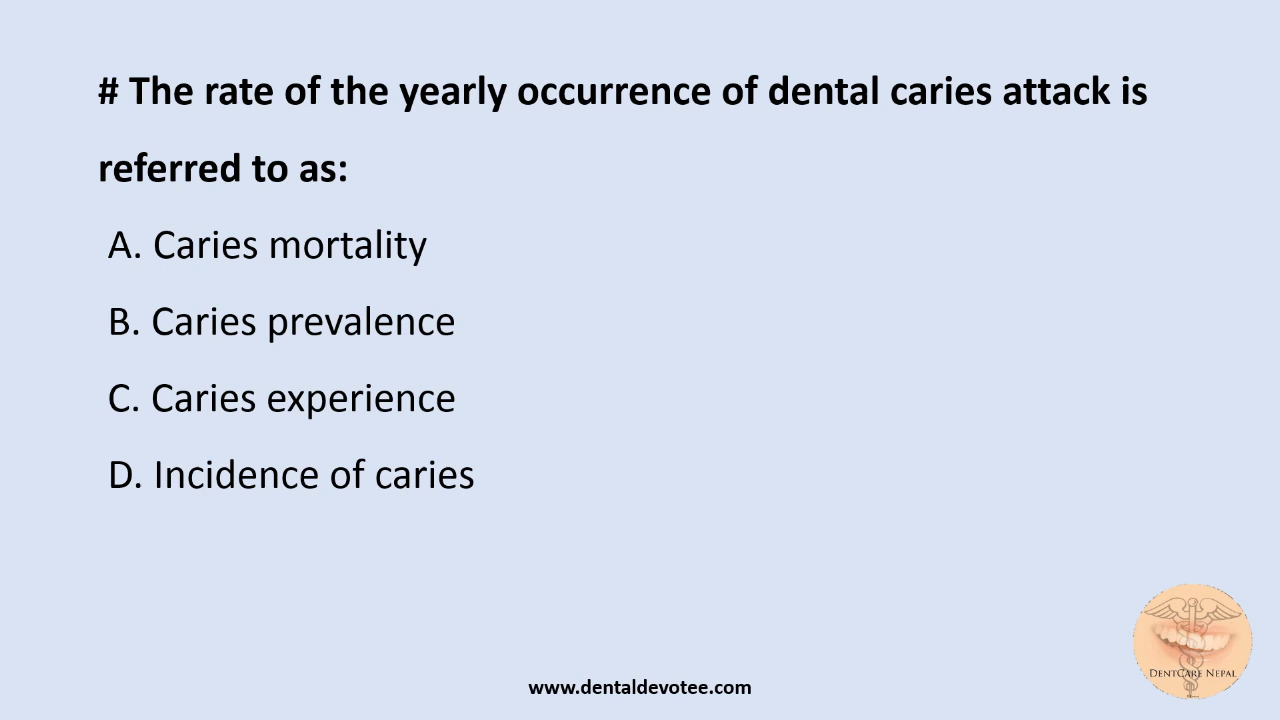 # The rate of the yearly occurrence of dental caries attack is
referred to as:
A. Caries mortality
B. Caries prevalence
C. Caries experience
D. Incidence of caries
DentCare Nepal
www.dentaldevotee.com